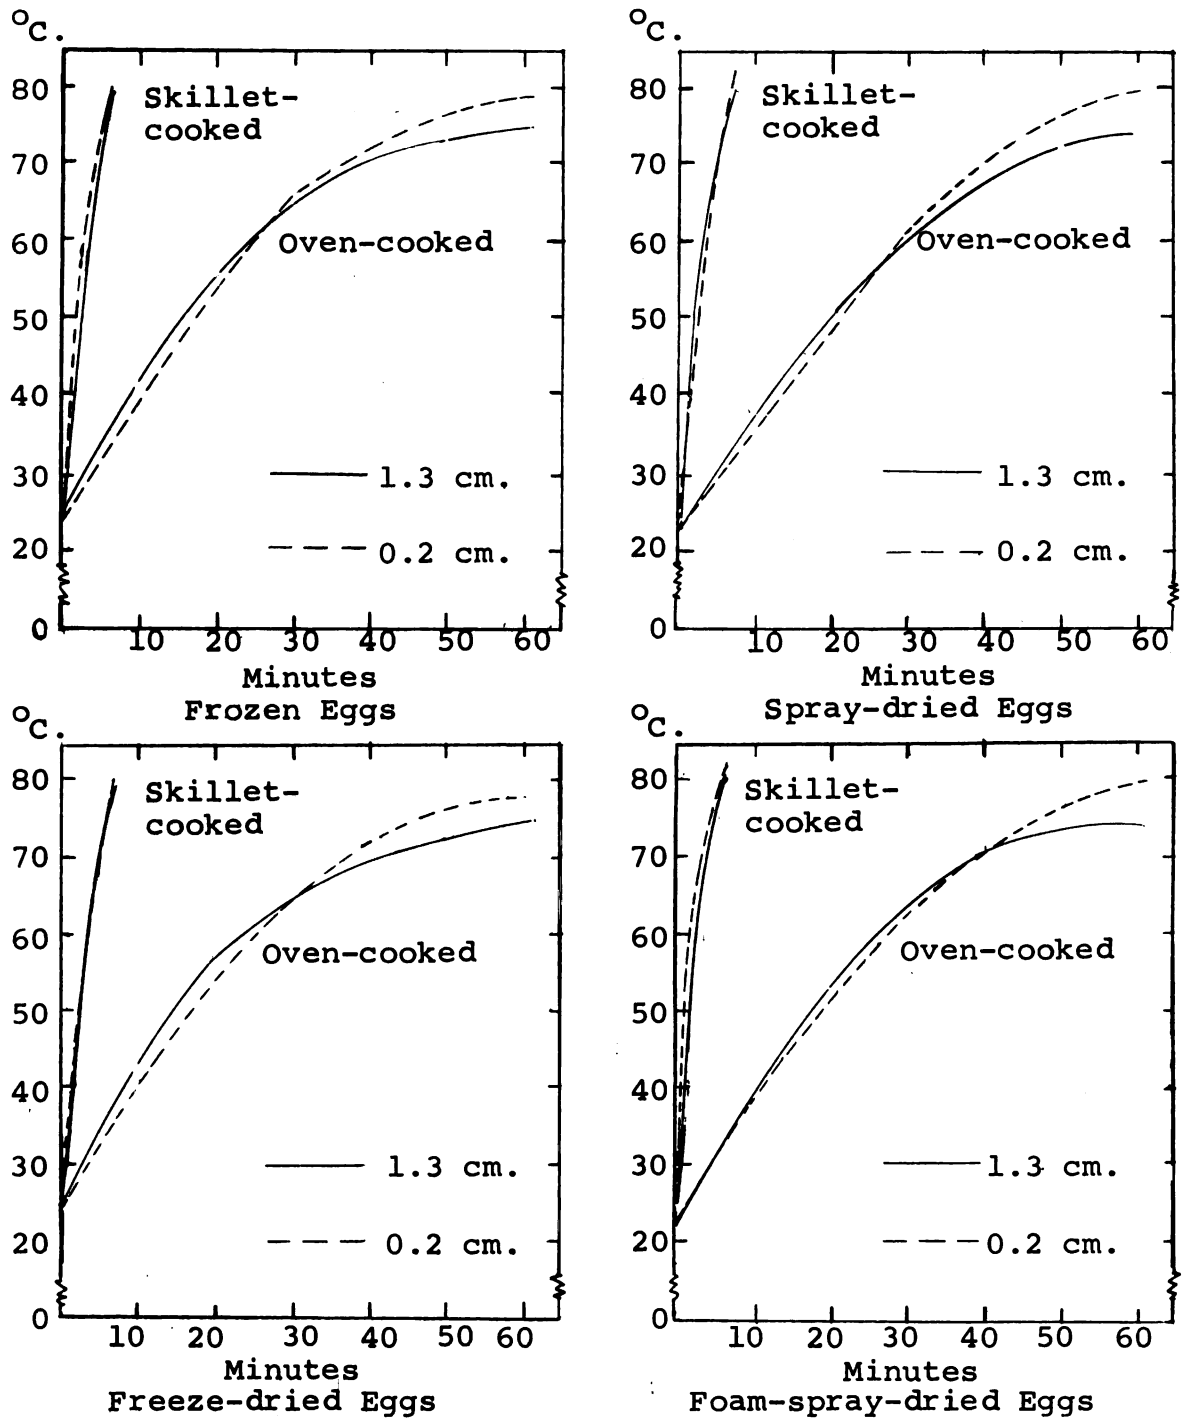 °C.
80
70
60
50
40
30
20
0
Skillet-
cooked
Oven-cooked
1.3 cm.
0.2 cm.
10 20 30 40 50 60
Minutes
Frozen Eggs
°C.
80
70
60
50
40
30
20
0
Skillet-
cooked
Oven-cooked
1.3 cm.
0.2 cm.
10 20 30 40 50 60
Minutes
Spray-dried Eggs
°C.
80
70
60
50
40
30
20
0
Skillet-
cooked
Oven-cooked
1.3 cm.
0.2 cm.
10 20 30 40 50 60
Minutes
Freeze-dried Eggs
°C.
80
70
60
50
40
30
20
0
Skillet-
cooked
Oven-cooked
1.3 cm.
0.2 cm.
10 20 30 40 50 60
Minutes
Foam-spray-dried Eggs